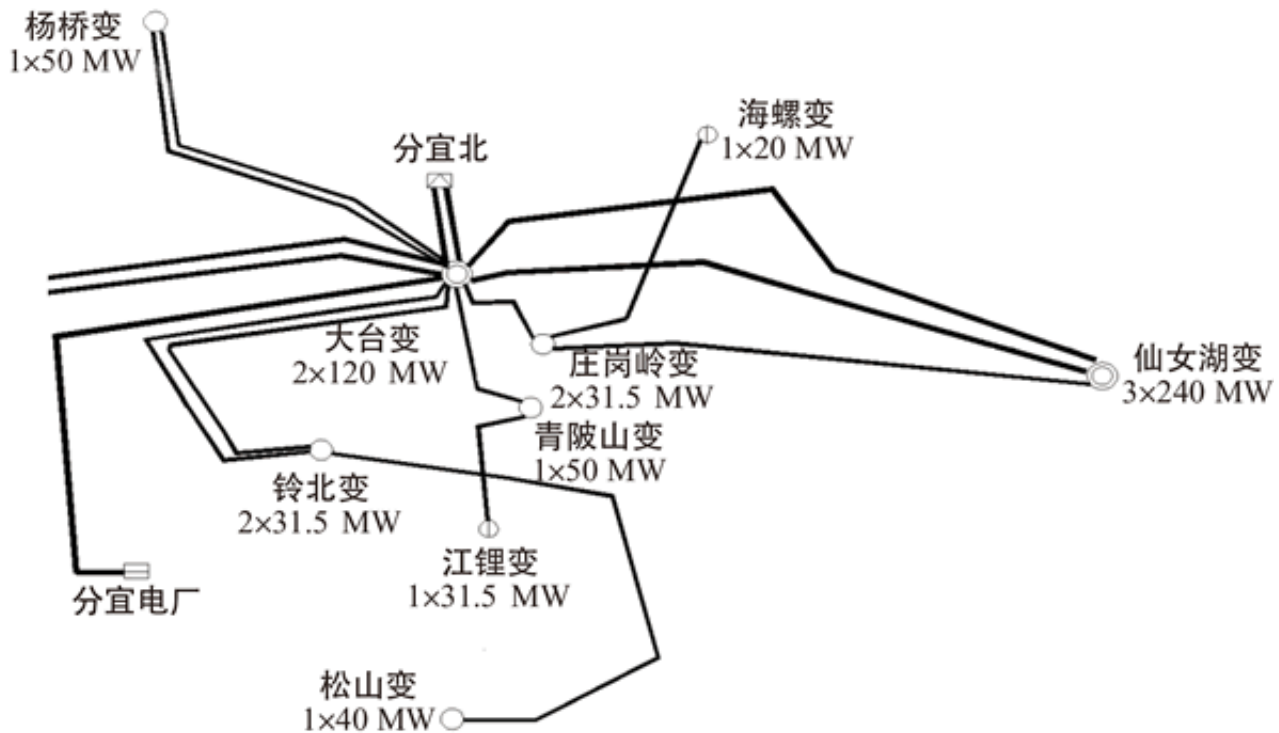 杨桥变
1×50 MW
海螺变
1×20 MW
分宜北
大台变
2×120 MW
庄岗岭变
2×31.5 MW
仙女湖变
3×240 MW
青陂山变
1×50 MW
铃北变
2×31.5 MW
江锂变
1×31.5 MW
分宜电厂
松山变
1×40 MW